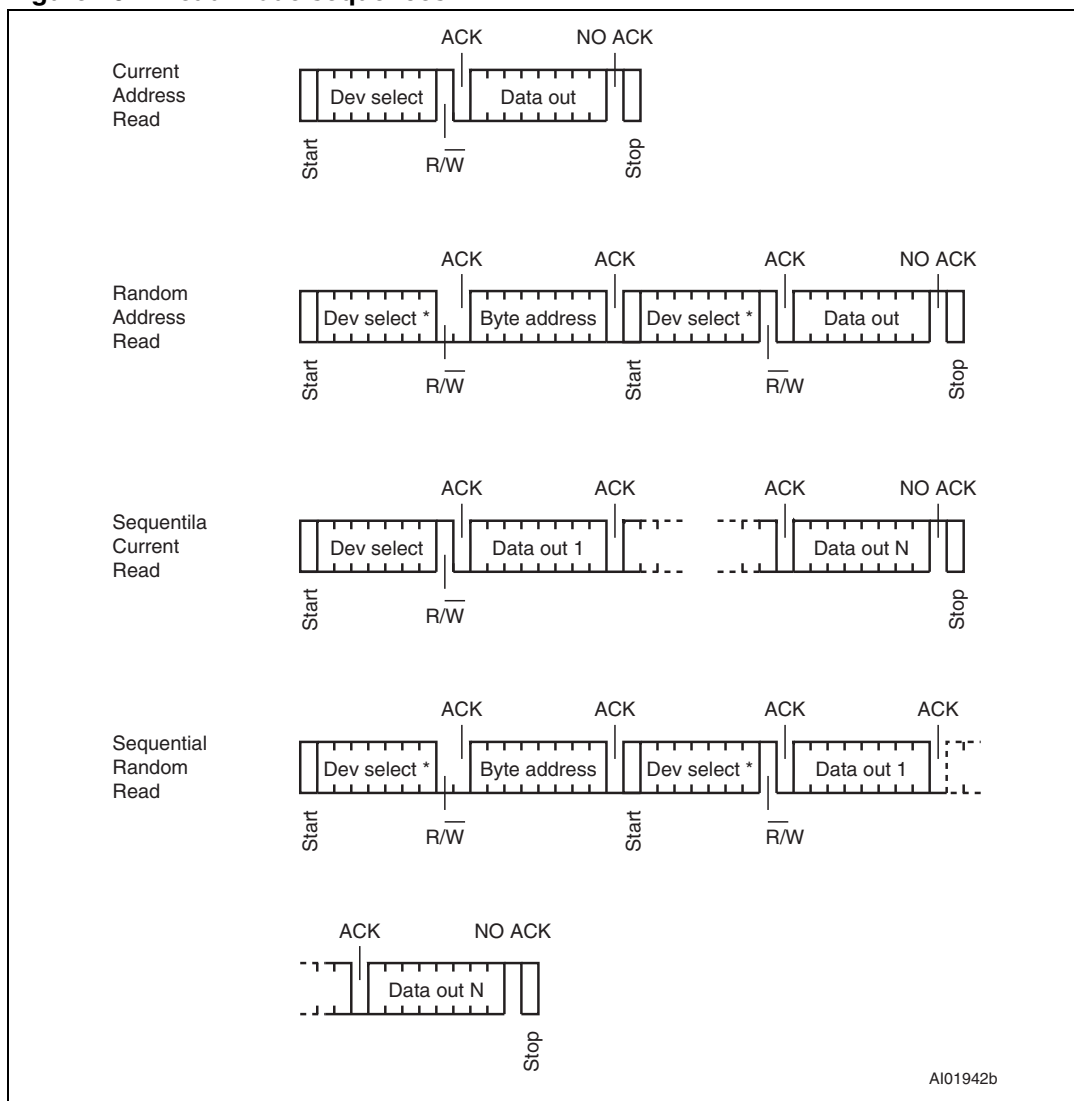 ACK NO ACK
Current
Address
Read
Dev select Data out
Start R/W Stop
ACK ACK ACK NO ACK
Random
Address
Read
Dev select * Byte address Dev select * Data out
Start R/W Start R/W Stop
ACK ACK ACK NO ACK
Sequentila
Current
Read
Dev select Data out 1 Data out N
Start R/W Stop
ACK ACK ACK ACK
Sequential
Random
Read
Dev select * Byte address Dev select * Data out 1
Start R/W Start R/W
ACK NO ACK
Data out N
Stop
AI01942b